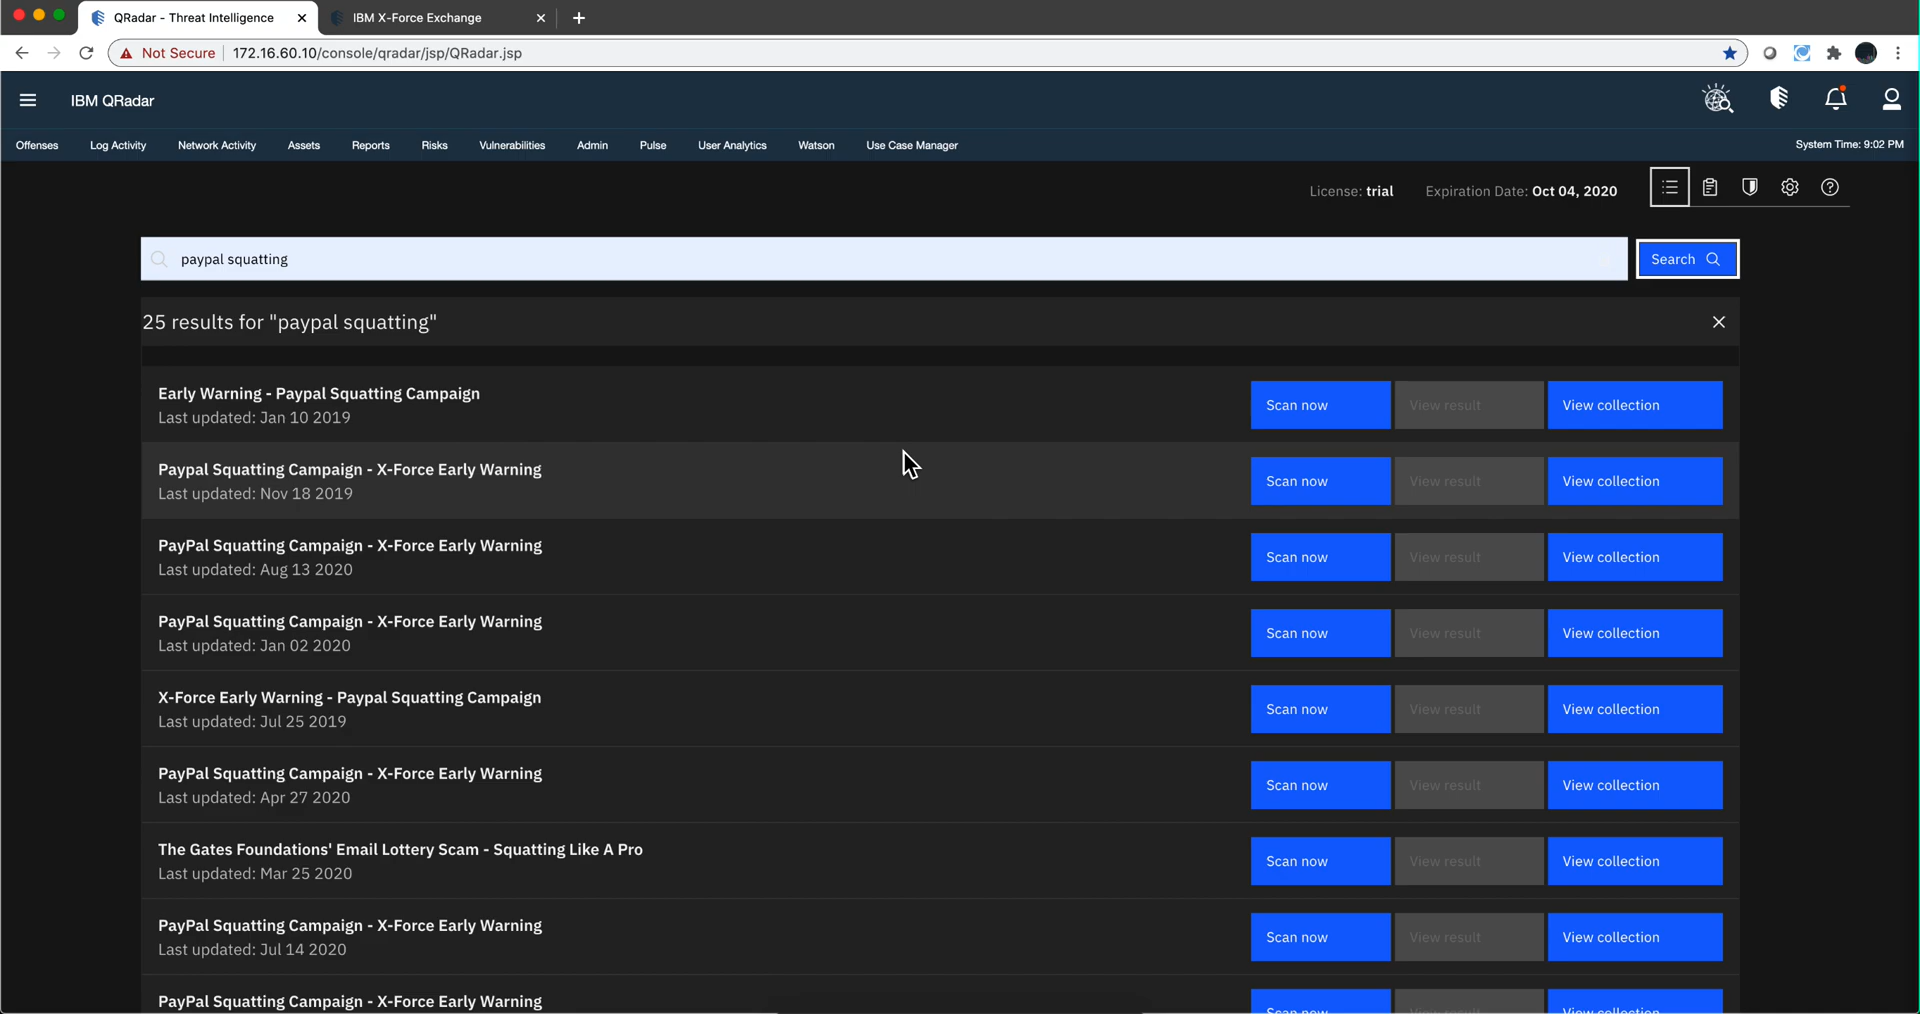 QRadar - Threat Intelligence
IBM X-Force Exchange
Not Secure
172.16.60.10/console/qradar/jsp/QRadar.jsp
IBM QRadar
Offenses Log Activity Network Activity Assets Reports Risks Vulnerabilities Admin Pulse User Analytics Watson Use Case Manager System Time: 9:02 PM
License: trial Expiration Date: Oct 04, 2020
paypal squatting Search
25 results for "paypal squatting"
Early Warning - Paypal Squatting Campaign
Last updated: Jan 10 2019
Scan now View result View collection
Paypal Squatting Campaign - X-Force Early Warning
Last updated: Nov 18 2019
Scan now View result View collection
PayPal Squatting Campaign - X-Force Early Warning
Last updated: Aug 13 2020
Scan now View result View collection
PayPal Squatting Campaign - X-Force Early Warning
Last updated: Jan 02 2020
Scan now View result View collection
X-Force Early Warning - Paypal Squatting Campaign
Last updated: Jul 25 2019
Scan now View result View collection
PayPal Squatting Campaign - X-Force Early Warning
Last updated: Apr 27 2020
Scan now View result View collection
The Gates Foundations' Email Lottery Scam - Squatting Like A Pro
Last updated: Mar 25 2020
Scan now View result View collection
PayPal Squatting Campaign - X-Force Early Warning
Last updated: Jul 14 2020
Scan now View result View collection
PayPal Squatting Campaign - X-Force Early Warning
Scan now View result View collection